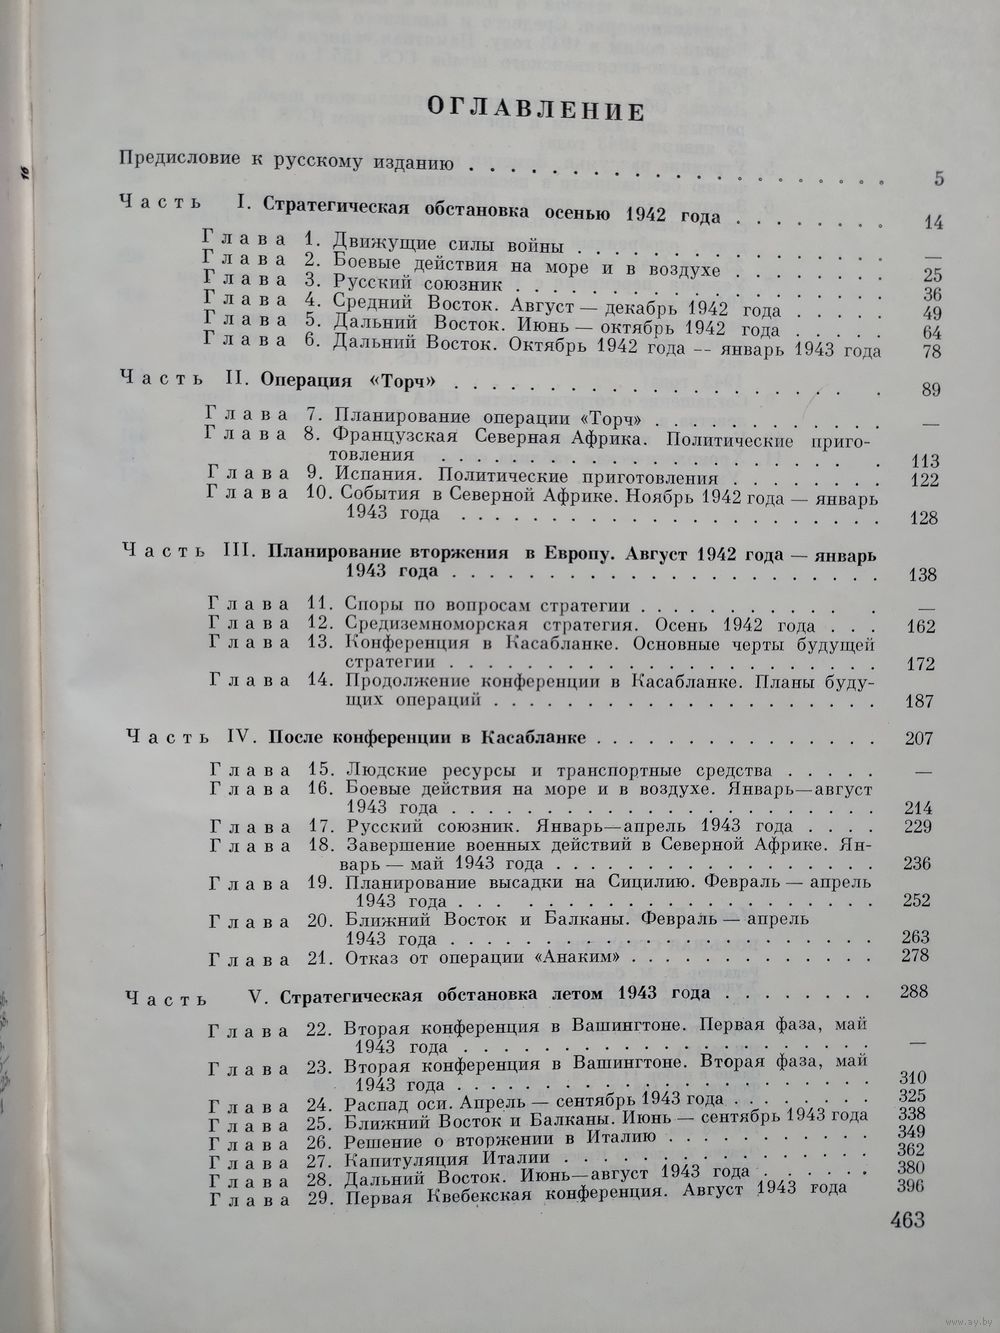 ОГЛАВЛЕНИЕ
Предисловие к русскому изданию . . . . . . . . . . . . . . . . . . . . 5
Часть I. Стратегическая обстановка осенью 1942 года . . . . . . . . 14
Глава 1. Движущие силы войны . . . . . . . . . . . . . . . —
Глава 2. Боевые действия на море и в воздухе . . . . . . . . 25
Глава 3. Русский союзник . . . . . . . . . . . . . . . . . . 36
Глава 4. Средний Восток. Август — декабрь 1942 года . . . . . 49
Глава 5. Дальний Восток. Июнь — октябрь 1942 года . . . . . 64
Глава 6. Дальний Восток. Октябрь 1942 года — январь 1943 года 78
Часть II. Операция «Торч» . . . . . . . . . . . . . . . . . . . . 89
Глава 7. Планирование операции «Торч» . . . . . . . . . . . . —
Глава 8. Французская Северная Африка. Политические приго-
товления . . . . . . . . . . . . . . . . . . . . . . 113
Глава 9. Испания. Политические приготовления . . . . . . . . 122
Глава 10. События в Северной Африке. Ноябрь 1942 года — январь
1943 года . . . . . . . . . . . . . . . . . . . . . 128
Часть III. Планирование вторжения в Европу. Август 1942 года — январь
1943 года . . . . . . . . . . . . . . . . . . . . . 138
Глава 11. Споры по вопросам стратегии . . . . . . . . . . . . —
Глава 12. Средиземноморская стратегия. Осень 1942 года . . . 162
Глава 13. Конференция в Касабланке. Основные черты будущей
стратегии . . . . . . . . . . . . . . . . . . . . . 172
Глава 14. Продолжение конференции в Касабланке. Планы буду-
щих операций . . . . . . . . . . . . . . . . . . . 187
Часть IV. После конференции в Касабланке . . . . . . . . . . . . . . 207
Глава 15. Людские ресурсы и транспортные средства . . . . . —
Глава 16. Боевые действия на море и в воздухе. Январь—август
1943 года . . . . . . . . . . . . . . . . . . . . . 214
Глава 17. Русский союзник. Январь—апрель 1943 года . . . . 229
Глава 18. Завершение военных действий в Северной Африке. Ян-
варь — май 1943 года . . . . . . . . . . . . . . . . 236
Глава 19. Планирование высадки на Сицилию. Февраль — апрель
1943 года . . . . . . . . . . . . . . . . . . . . . 252
Глава 20. Ближний Восток и Балканы. Февраль — апрель
1943 года . . . . . . . . . . . . . . . . . . . . . 263
Глава 21. Отказ от операции «Анаким» . . . . . . . . . . . . 278
Часть V. Стратегическая обстановка летом 1943 года . . . . . . . . 288
Глава 22. Вторая конференция в Вашингтоне. Первая фаза, май
1943 года . . . . . . . . . . . . . . . . . . . . . —
Глава 23. Вторая конференция в Вашингтоне. Вторая фаза, май
1943 года . . . . . . . . . . . . . . . . . . . . . 310
Глава 24. Распад оси. Апрель — сентябрь 1943 года . . . . . . . 325
Глава 25. Ближний Восток и Балканы. Июнь — сентябрь 1943 года 338
Глава 26. Решение о вторжении в Италию . . . . . . . . . . . 349
Глава 27. Капитуляция Италии . . . . . . . . . . . . . . . . 362
Глава 28. Дальний Восток. Июнь—август 1943 года . . . . . . 380
Глава 29. Первая Квебекская конференция. Август 1943 года 396
463
www.ay.by